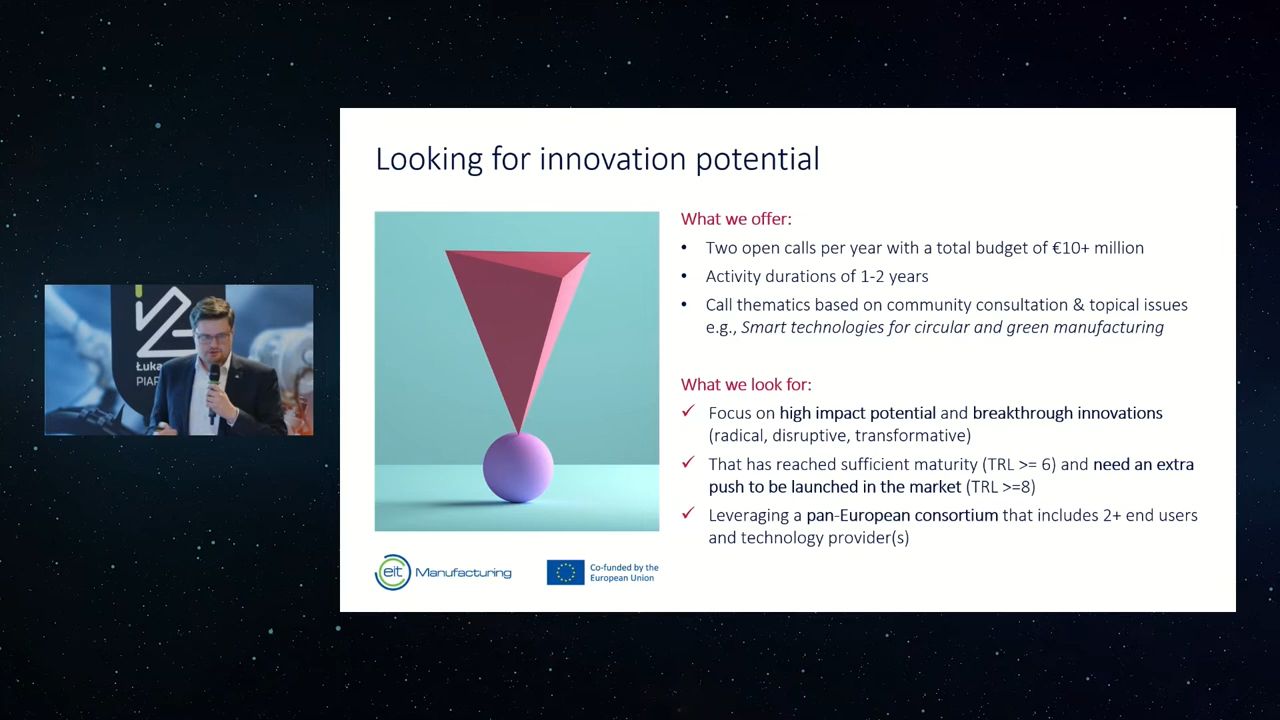 Looking for innovation potential
What we offer:
• Two open calls per year with a total budget of €10+ million
• Activity durations of 1-2 years
• Call thematics based on community consultation & topical issues
e.g., Smart technologies for circular and green manufacturing
What we look for:
✓ Focus on high impact potential and breakthrough innovations
(radical, disruptive, transformative)
✓ That has reached sufficient maturity (TRL >= 6) and need an extra
push to be launched in the market (TRL >=8)
✓ Leveraging a pan-European consortium that includes 2+ end users
and technology provider(s)
eit Manufacturing
Co-funded by the
European Union